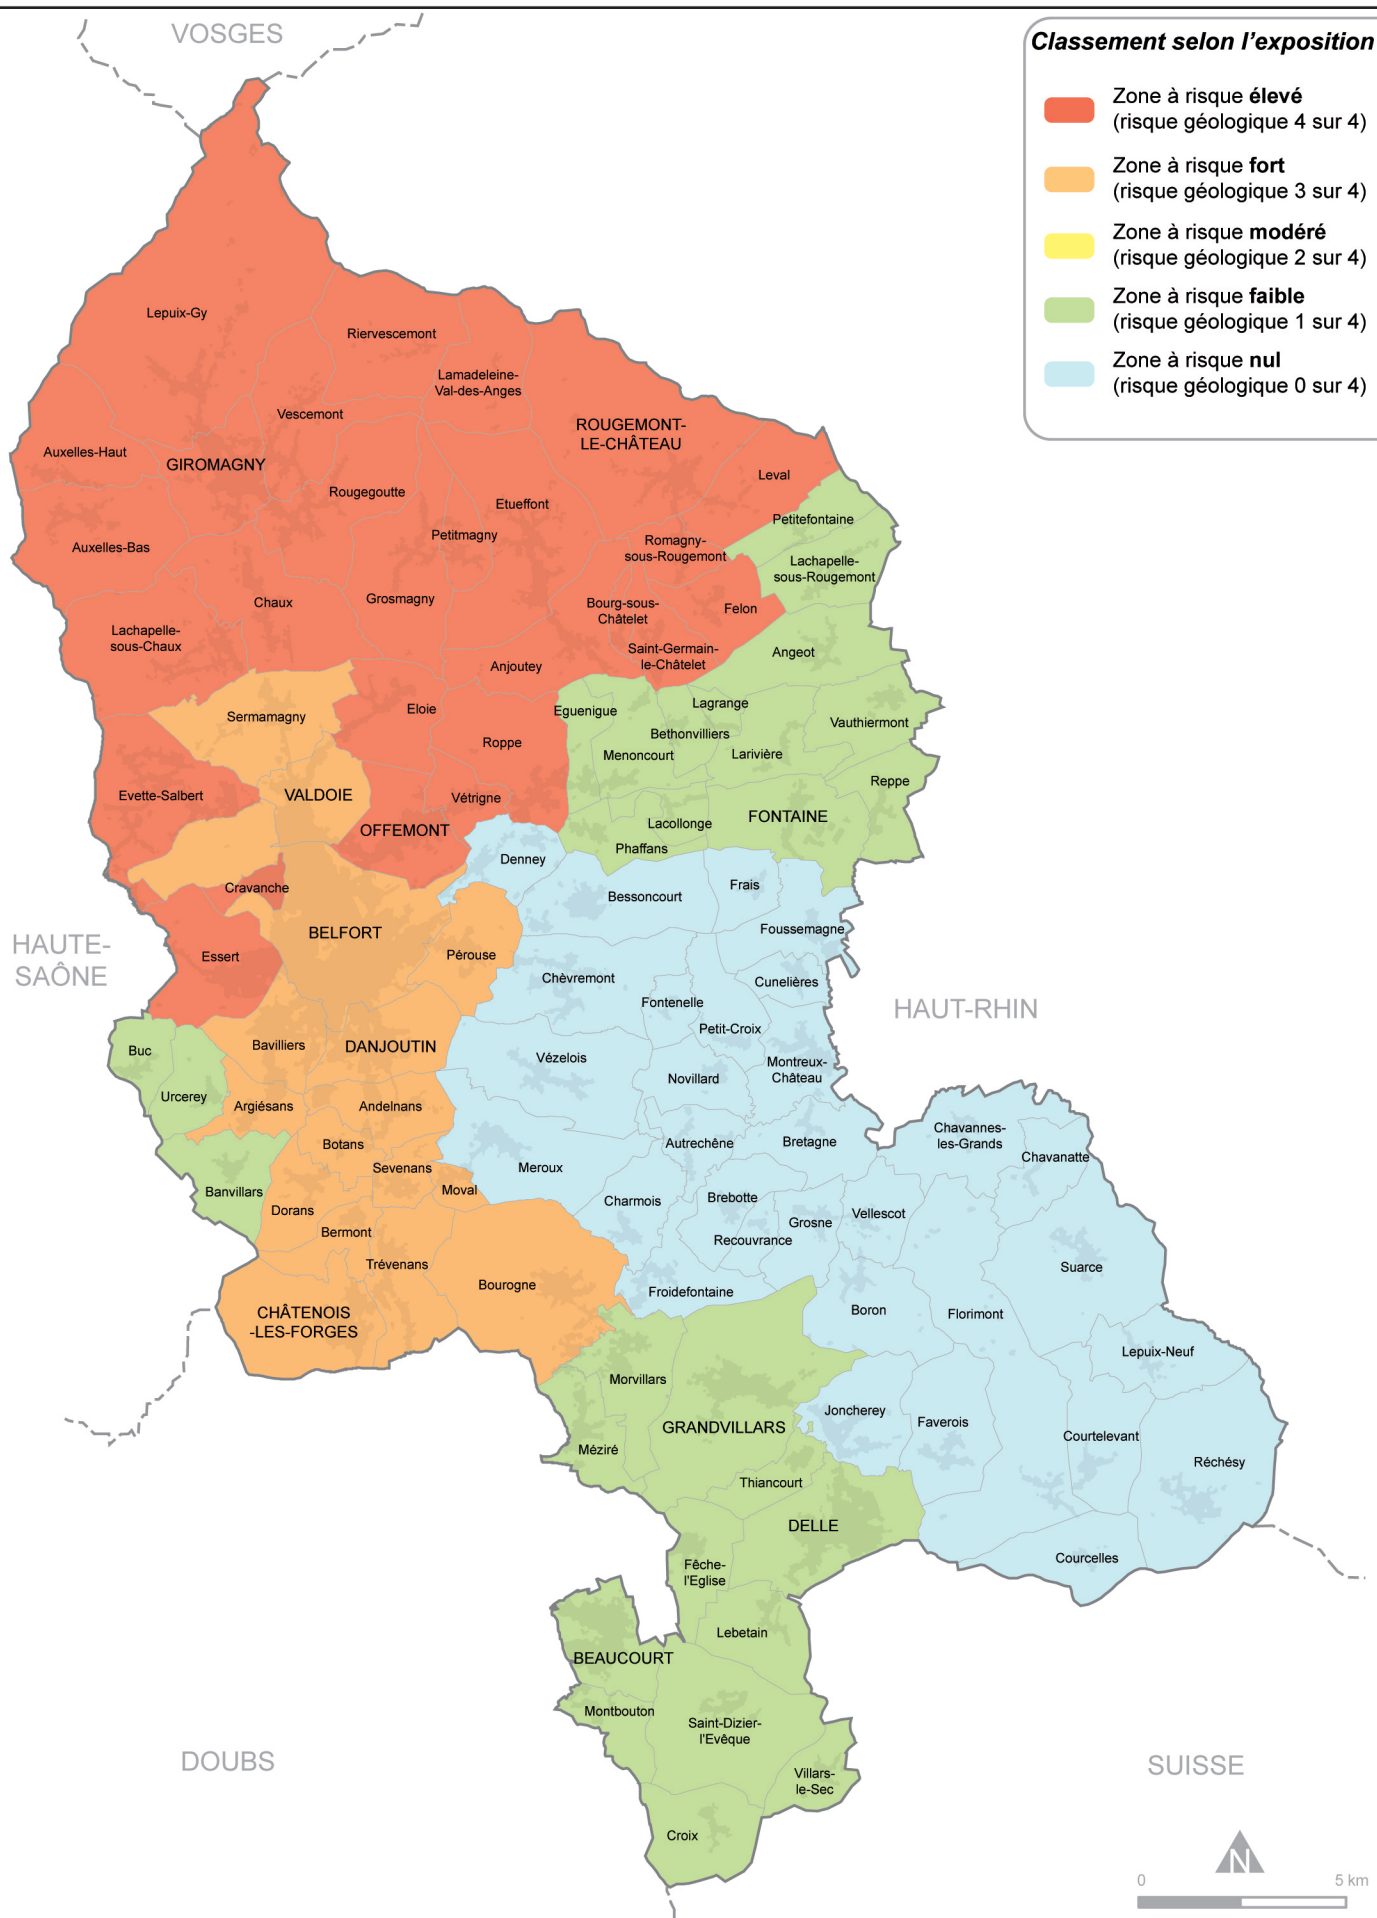 VOSGES
Classement selon l'exposition
Zone à risque élevé
(risque géologique 4 sur 4)
Zone à risque fort
(risque géologique 3 sur 4)
Zone à risque modéré
(risque géologique 2 sur 4)
Zone à risque faible
(risque géologique 1 sur 4)
Zone à risque nul
(risque géologique 0 sur 4)
Lepuix-Gy
Riervescemont
Lamadeleine-
Val-des-Anges
Vescemont
ROUGEMONT-
LE-CHÂTEAU
Auxelles-Haut
GIROMAGNY
Leval
Rougegoutte
Etueffont
Petitefontaine
Petitmagny
Auxelles-Bas
Romagny-
sous-Rougemont
Lachapelle-
sous-Rougemont
Chaux
Grosmagny
Bourg-sous-
Châtelet
Felon
Lachapelle-
sous-Chaux
Saint-Germain-
le-Châtelet
Angeot
Anjoutey
Sermamagny
Eloie
Eguenigue
Lagrange
Vauthiermont
Bethonvilliers
Roppe
Menoncourt
Larivière
Reppe
Evette-Salbert
VALDOIE
Vétrigne
OFFEMONT
Lacollonge
FONTAINE
Phaffans
Denney
Cravanche
Bessoncourt
Frais
BELFORT
Foussemagne
HAUTE-
SAÔNE
Essert
Pérouse
Chèvremont
Cunelières
Fontenelle
HAUT-RHIN
Petit-Croix
Buc
Bavilliers
DANJOUTIN
Vézelois
Montreux-
Château
Novillard
Urcerey
Argiésans
Andelnans
Botans
Autrechêne
Bretagne
Chavannes-
les-Grands
Chavanatte
Sevenans
Meroux
Banvillars
Moval
Charmois
Brebotte
Dorans
Grosne
Vellescot
Bermont
Recouvrance
Trévenans
Suarce
Bourogne
Froidefontaine
CHÂTENOIS
-LES-FORGES
Boron
Florimont
Lepuix-Neuf
Morvillars
Joncherey
GRANDVILLARS
Faverois
Courtelevant
Méziré
Réchésy
Thiancourt
DELLE
Courcelles
Fêche-
l'Eglise
Lebetain
BEAUCOURT
Montbouton
Saint-Dizier-
l'Evêque
DOUBS
SUISSE
Villars-
le-Sec
Croix
N
0 5 km